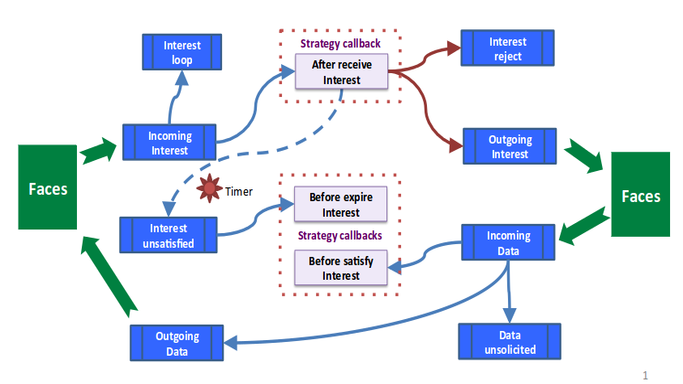 Interest
loop
Strategy callback
After receive
Interest
Interest
reject
Incoming
Interest
Outgoing
Interest
Faces
Timer
Before expire
Interest
Faces
Interest
unsatisfied
Strategy callbacks
Incoming
Data
Before satisfy
Interest
Outgoing
Data
Data
unsolicited
1